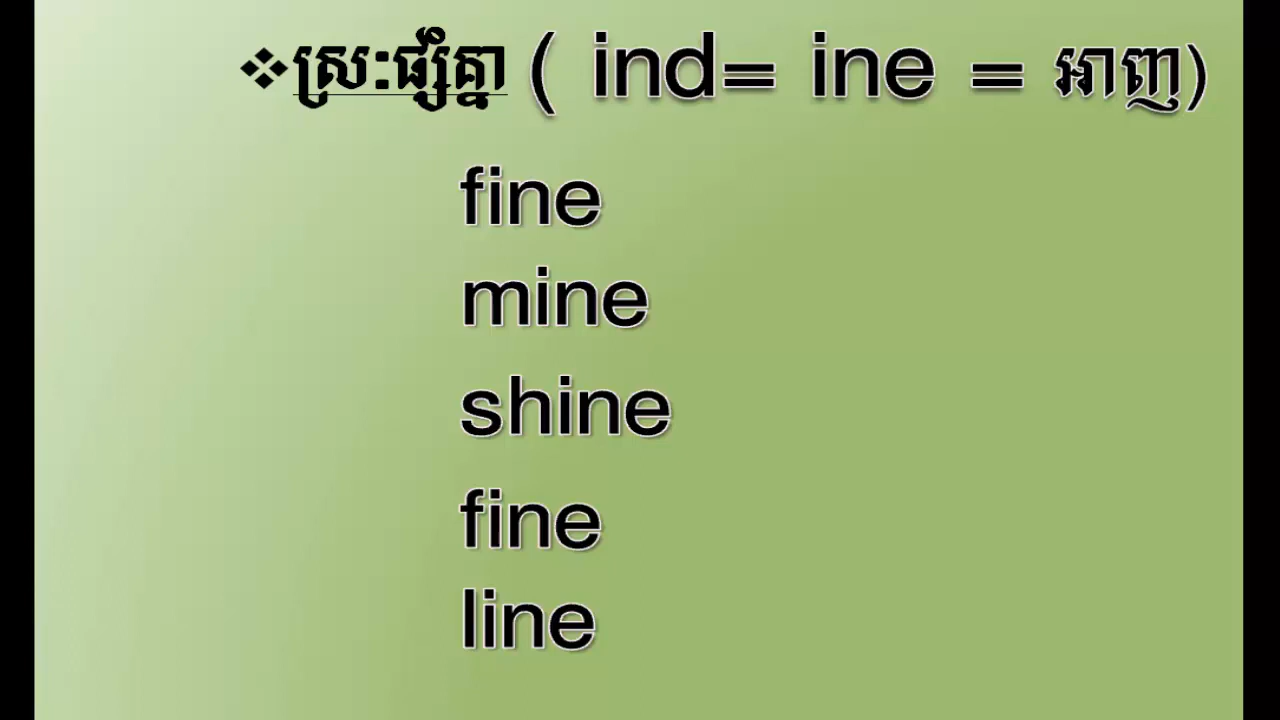 ❖ស្រៈផ្សំគ្នា ( ind= ine = អាញ)
fine
mine
shine
fine
line